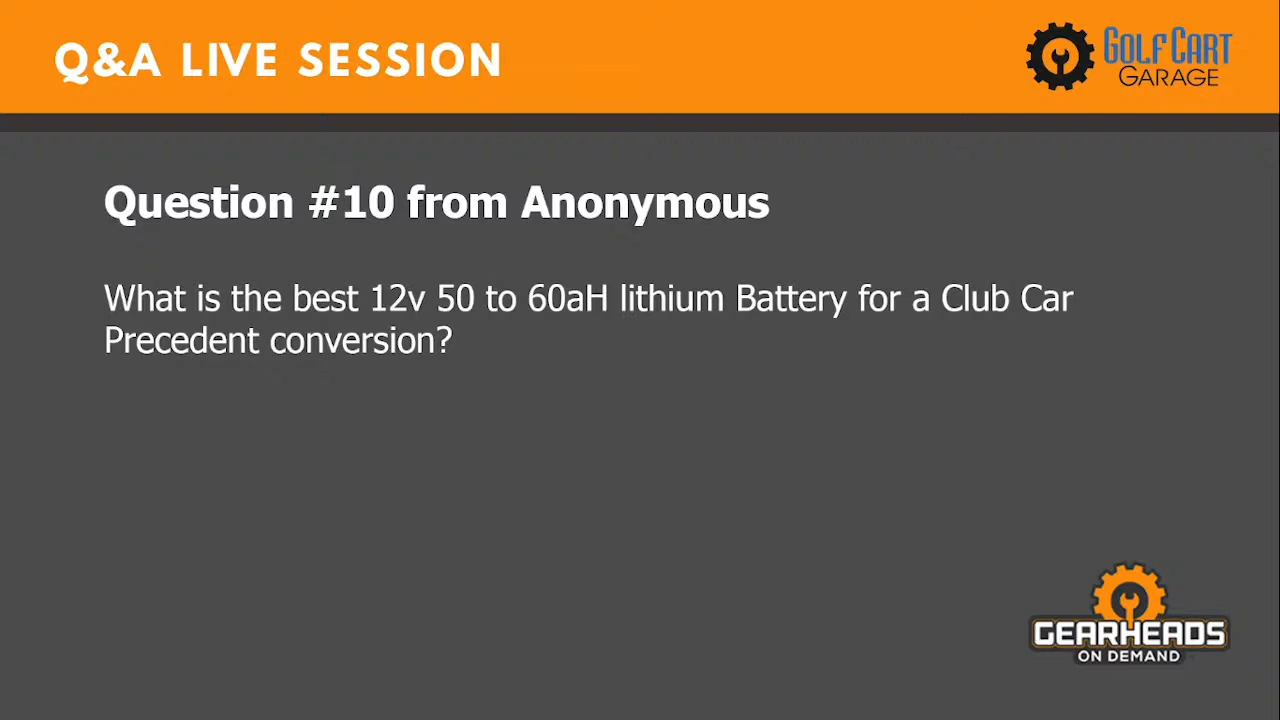 Q&A LIVE SESSION
GOLF CART
GARAGE
Question #10 from Anonymous
What is the best 12v 50 to 60aH lithium Battery for a Club Car
Precedent conversion?
GEARHEADS
ON DEMAND